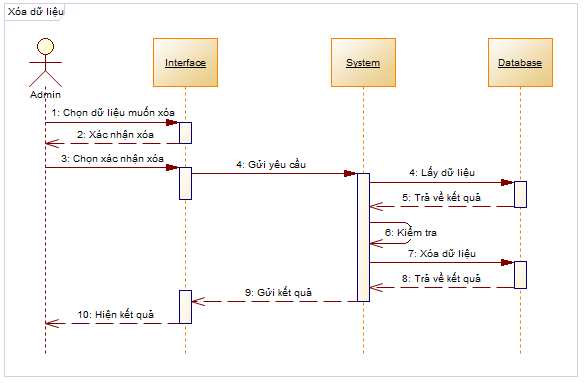 Xóa dữ liệu
Interface
System
Database
Admin
1: Chọn dữ liệu muốn xóa
2: Xác nhận xóa
3: Chọn xác nhận xóa
4: Gửi yêu cầu
4: Lấy dữ liệu
5: Trả về kết quả
6: Kiểm tra
7: Xóa dữ liệu
8: Trả về kết quả
9: Gửi kết quả
10: Hiện kết quả